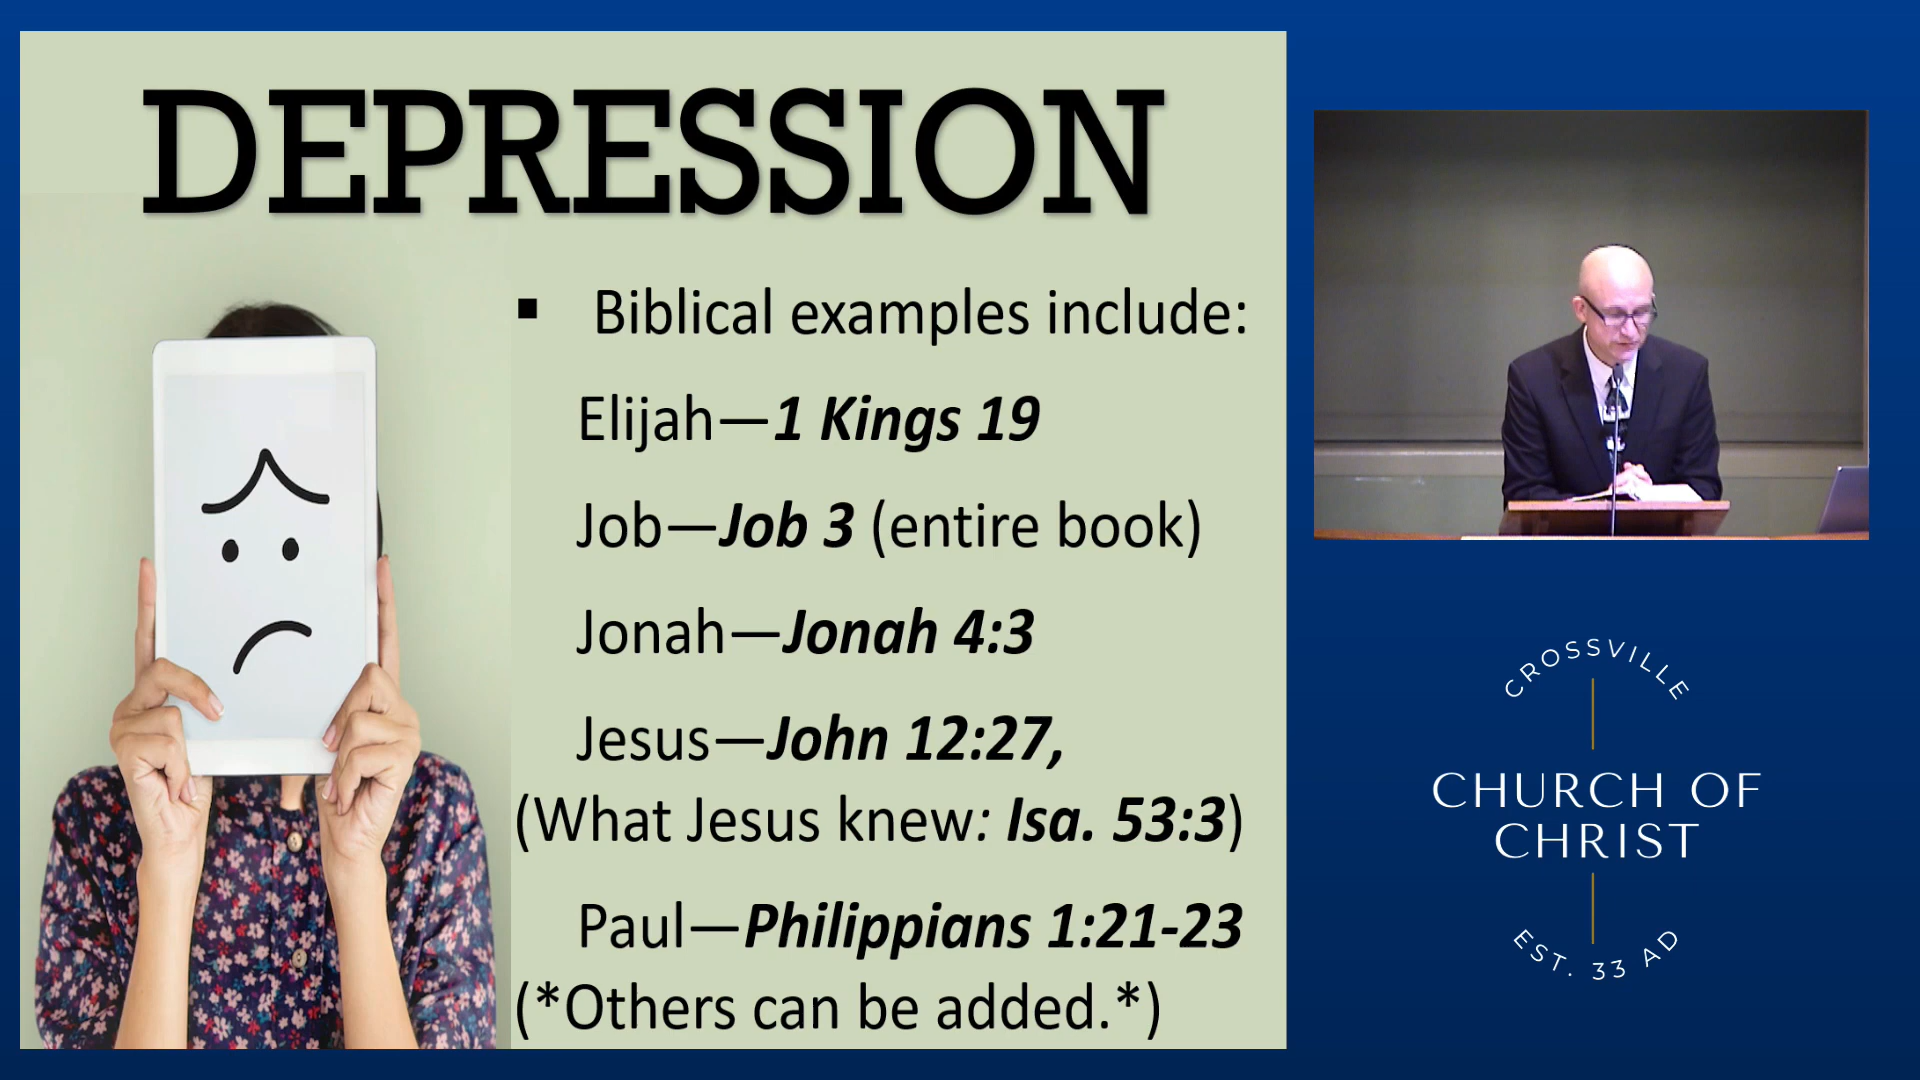 DEPRESSION
▪ Biblical examples include:
Elijah—1 Kings 19
Job—Job 3 (entire book)
Jonah—Jonah 4:3
Jesus—John 12:27,
(What Jesus knew: Isa. 53:3)
Paul—Philippians 1:21-23
(*Others can be added.*)
CROSSVILLE
CHURCH OF
CHRIST
EST. 33 AD